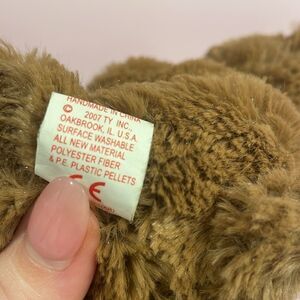 HANDMADE IN CHINA
© 2007 TY INC.,
OAKBROOK, IL. U.S.A.
SURFACE WASHABLE
ALL NEW MATERIAL
POLYESTER FIBER
& P.E. PLASTIC PELLETS
CE